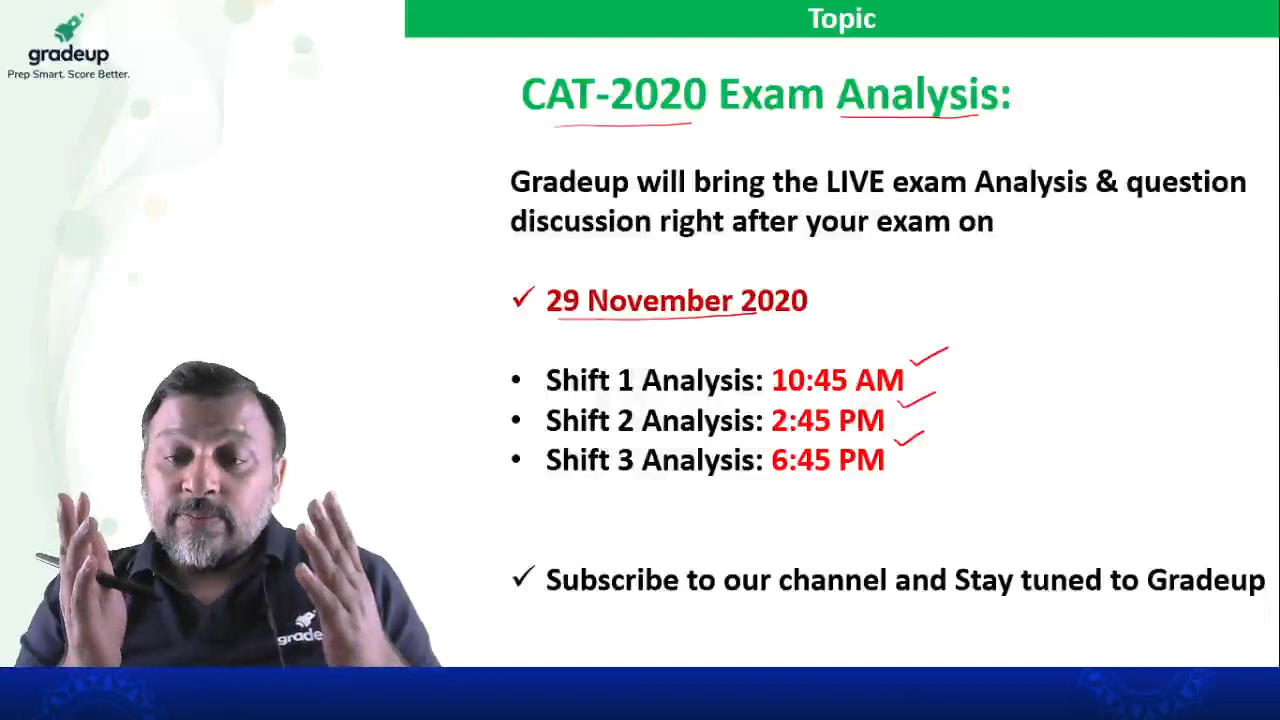 gradeup
Prep Smart. Score Better.
Topic
CAT-2020 Exam Analysis:
Gradeup will bring the LIVE exam Analysis & question
discussion right after your exam on
✓ 29 November 2020
• Shift 1 Analysis: 10:45 AM
• Shift 2 Analysis: 2:45 PM
• Shift 3 Analysis: 6:45 PM
✓ Subscribe to our channel and Stay tuned to Gradeup
grade